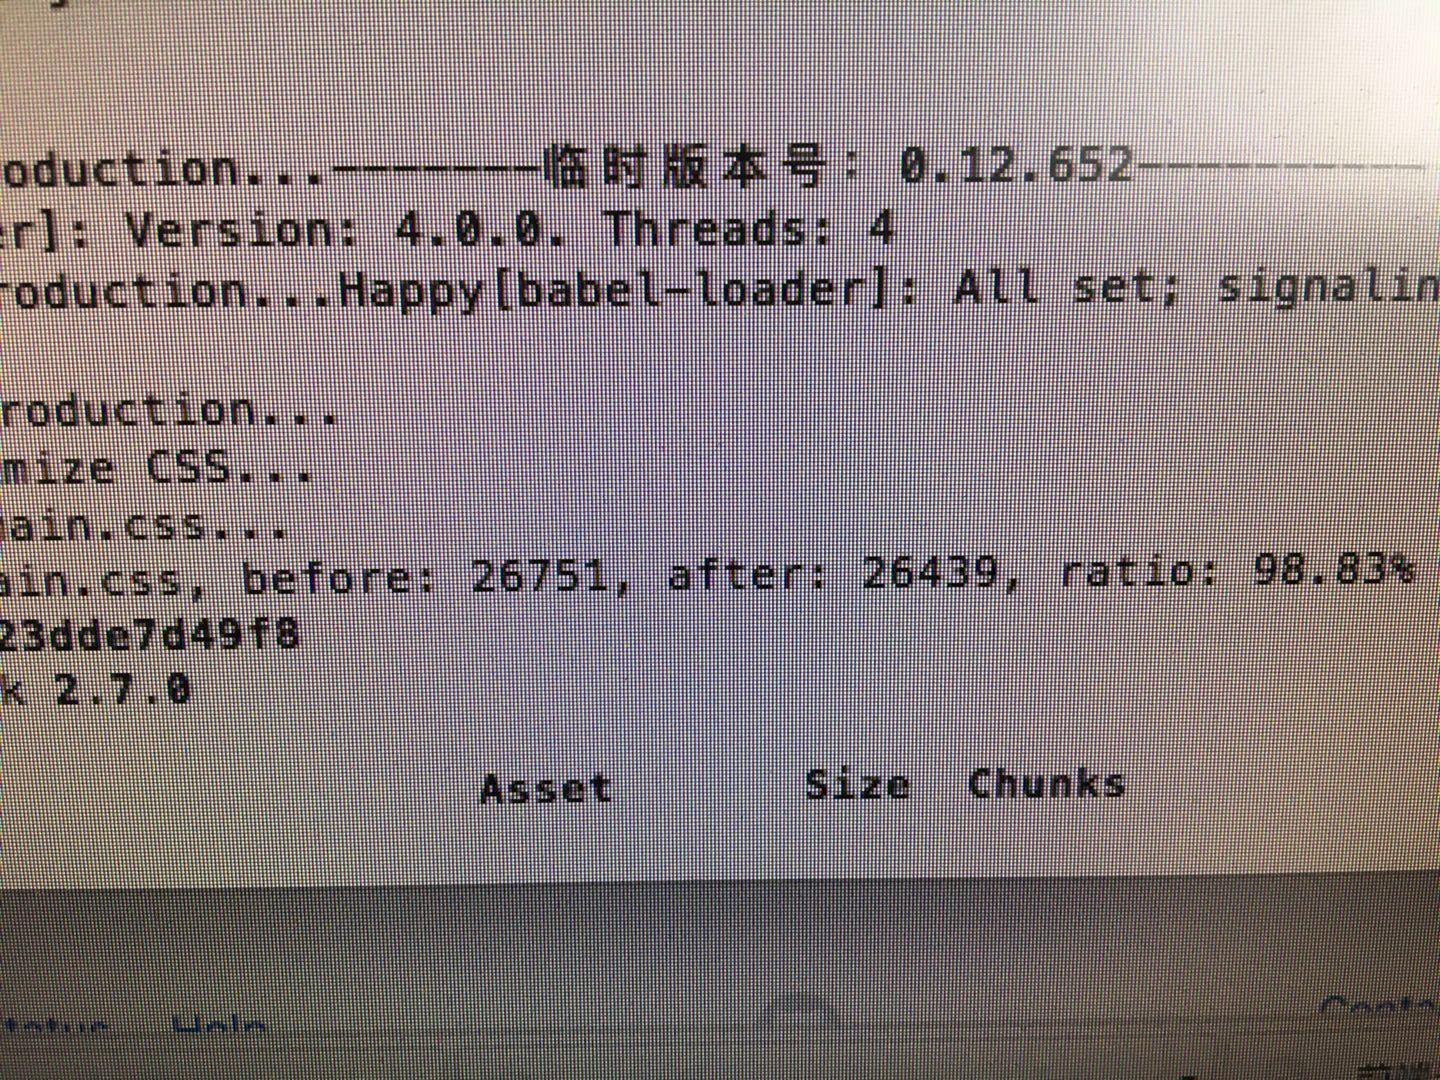 oduction...-------临时版本号: 0.12.652----------
er]: Version: 4.0.0. Threads: 4
roduction...Happy[babel-loader]: All set; signalin
roduction...
mize CSS...
ain.css...
ain.css, before: 26751, after: 26439, ratio: 98.83%
23dde7d49f8
k 2.7.0
Asset Size Chunks
Help